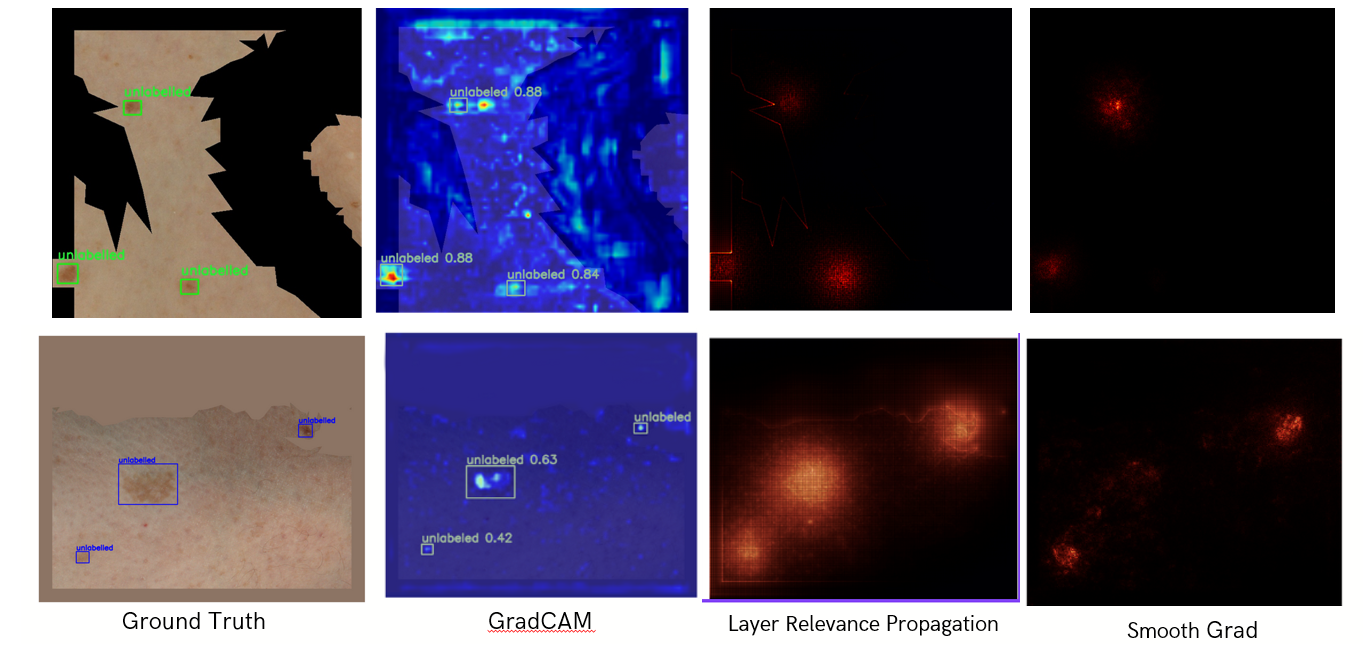 unlabelled
unlabelled
unlabelled
unlabeled 0.88
unlabeled 0.88
unlabeled 0.84
unlabelled
unlabelled
unlabelled
unlabeled
unlabeled 0.63
unlabeled 0.42
Ground Truth
GradCAM
Layer Relevance Propagation
Smooth Grad